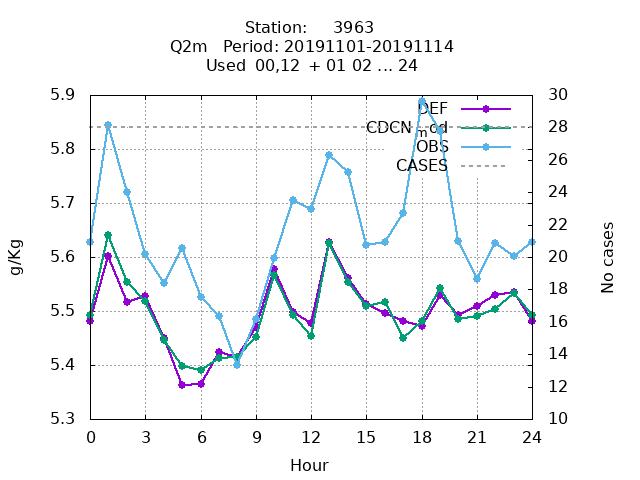 Station: 3963
Q2m Period: 20191101-20191114
Used 00,12 + 01 02 ... 24
5.9
5.8
5.7
5.6
5.5
5.4
5.3
30
28
26
24
22
20
18
16
14
12
10
0 3 6 9 12 15 18 21 24
g/Kg
No cases
Hour
DEF
CDCN_mod
OBS
CASES